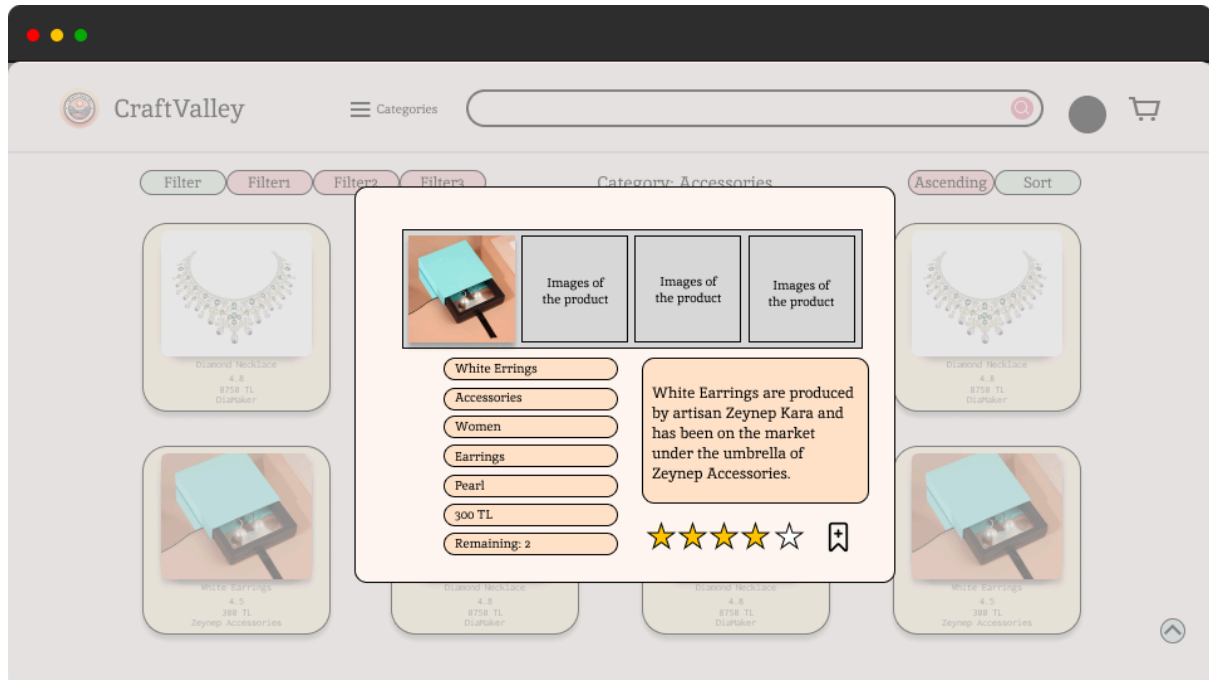 CraftValley
Categories
Filter
Filter1
Filter2
Filter3
Category: Accessories
Ascending
Sort
Images of
the product
Images of
the product
Images of
the product
White Errings
Accessories
Women
Earrings
Pearl
300 TL
Remaining: 2
White Earrings are produced
by artisan Zeynep Kara and
has been on the market
under the umbrella of
Zeynep Accessories.
Diamond Necklace
4.8
8750 TL
DiaMaker
Diamond Necklace
4.8
8750 TL
DiaMaker
White Earrings
4.5
300 TL
Zeynep Accessories
Diamond Necklace
4.8
8750 TL
DiaMaker
Diamond Necklace
4.8
8750 TL
DiaMaker
White Earrings
4.5
300 TL
Zeynep Accessories